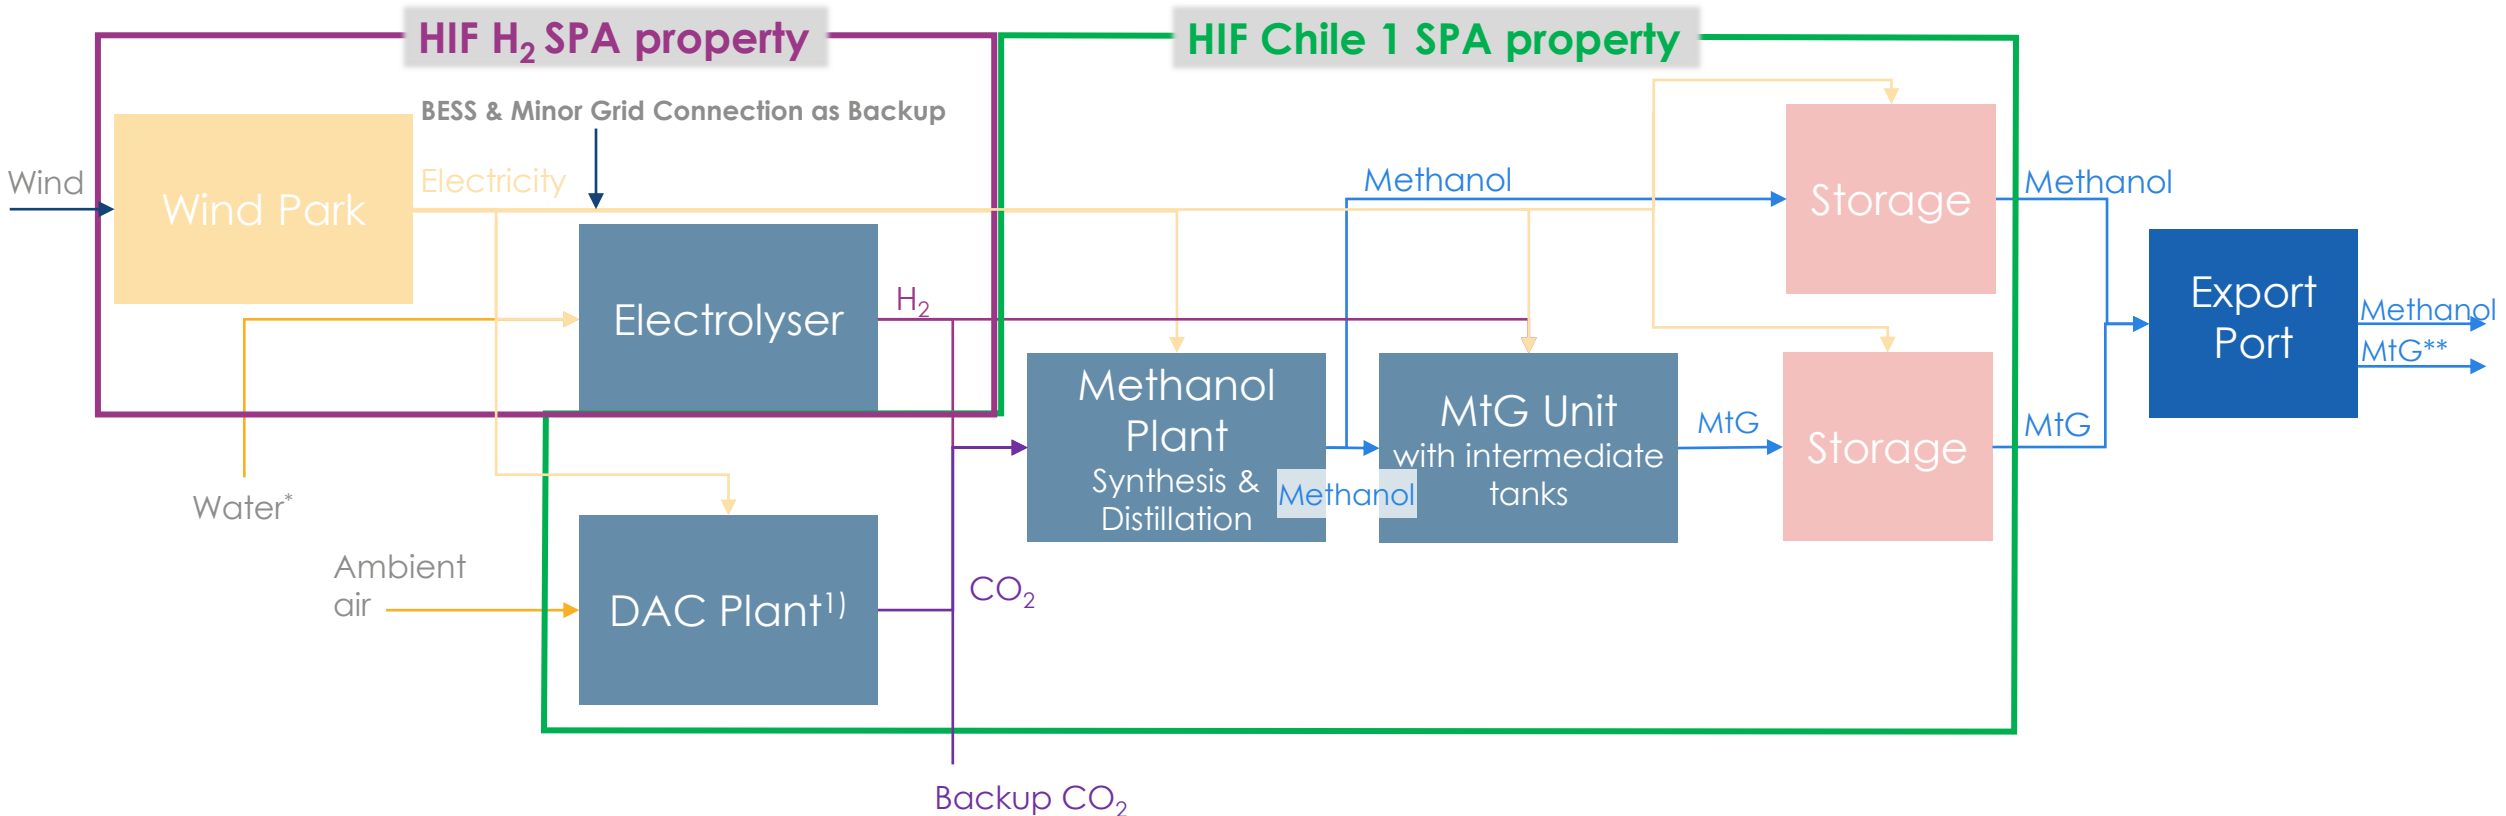 HIF H₂ SPA property
HIF Chile 1 SPA property
BESS & Minor Grid Connection as Backup
Wind
Wind Park
Electricity
Methanol
Storage
Methanol
Electrolyser
H₂
Export
Port
Methanol
MtG**
Methanol
Plant
Synthesis &
Distillation
Methanol
MtG Unit
with intermediate
tanks
MtG
Storage
MtG
Water*
Ambient
air
DAC Plant¹⁾
CO₂
Backup CO₂